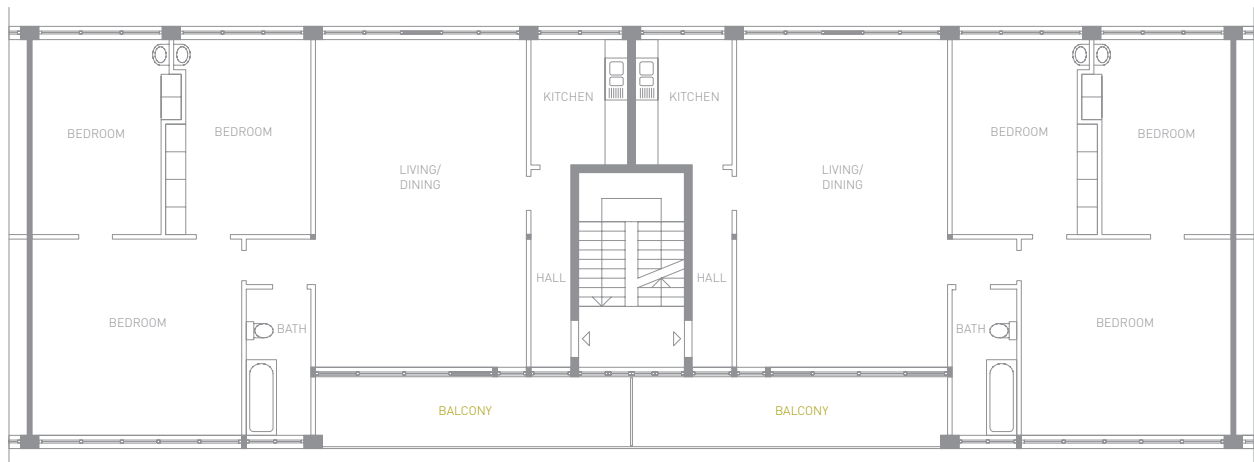 KITCHEN
KITCHEN
BEDROOM
BEDROOM
BEDROOM
BEDROOM
LIVING/
DINING
LIVING/
DINING
HALL
HALL
BEDROOM
BATH
BATH
BEDROOM
BALCONY
BALCONY